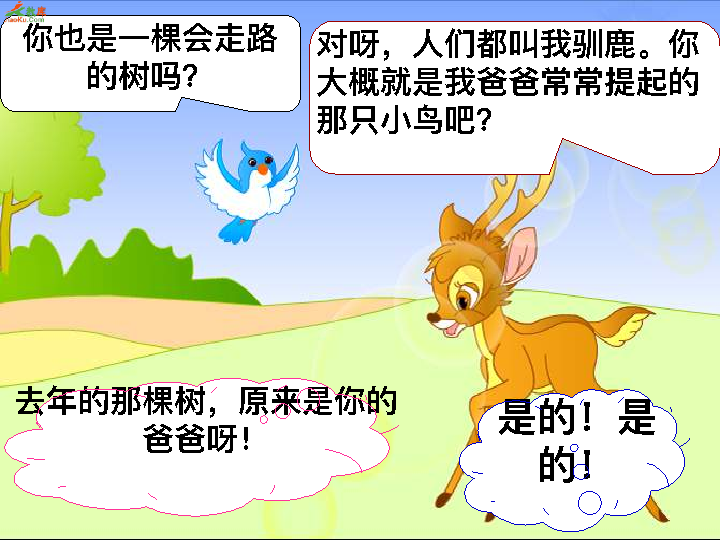 你也是一棵会走路
的树吗？
对呀，人们都叫我驯鹿。你
大概就是我爸爸常常提起的
那只小鸟吧？
去年的那棵树，原来是你的
爸爸呀！
是的！是
的！